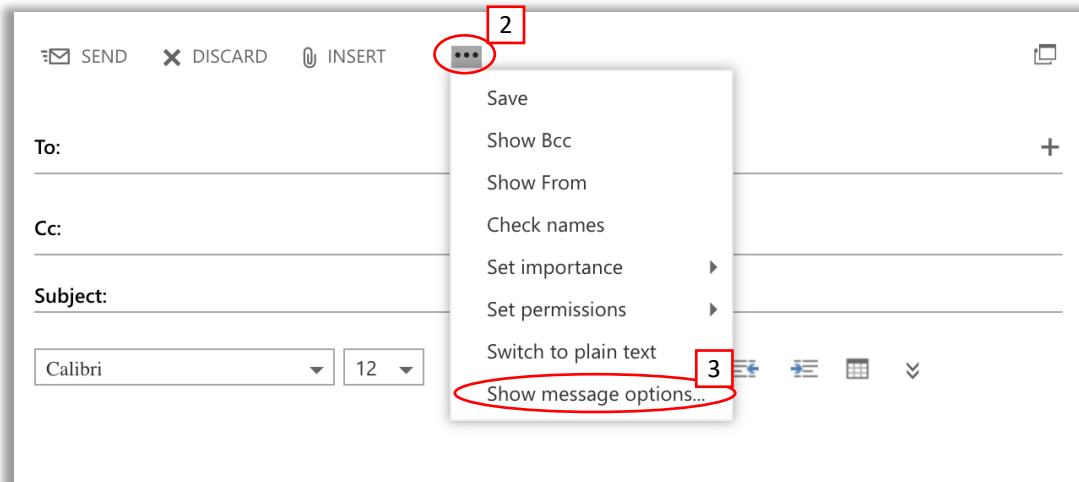 2
SEND DISCARD INSERT •••
Save
Show Bcc
To:
Show From
Check names
Cc:
Set importance
Subject:
Set permissions
Switch to plain text
Calibri 12
3
Show message options...